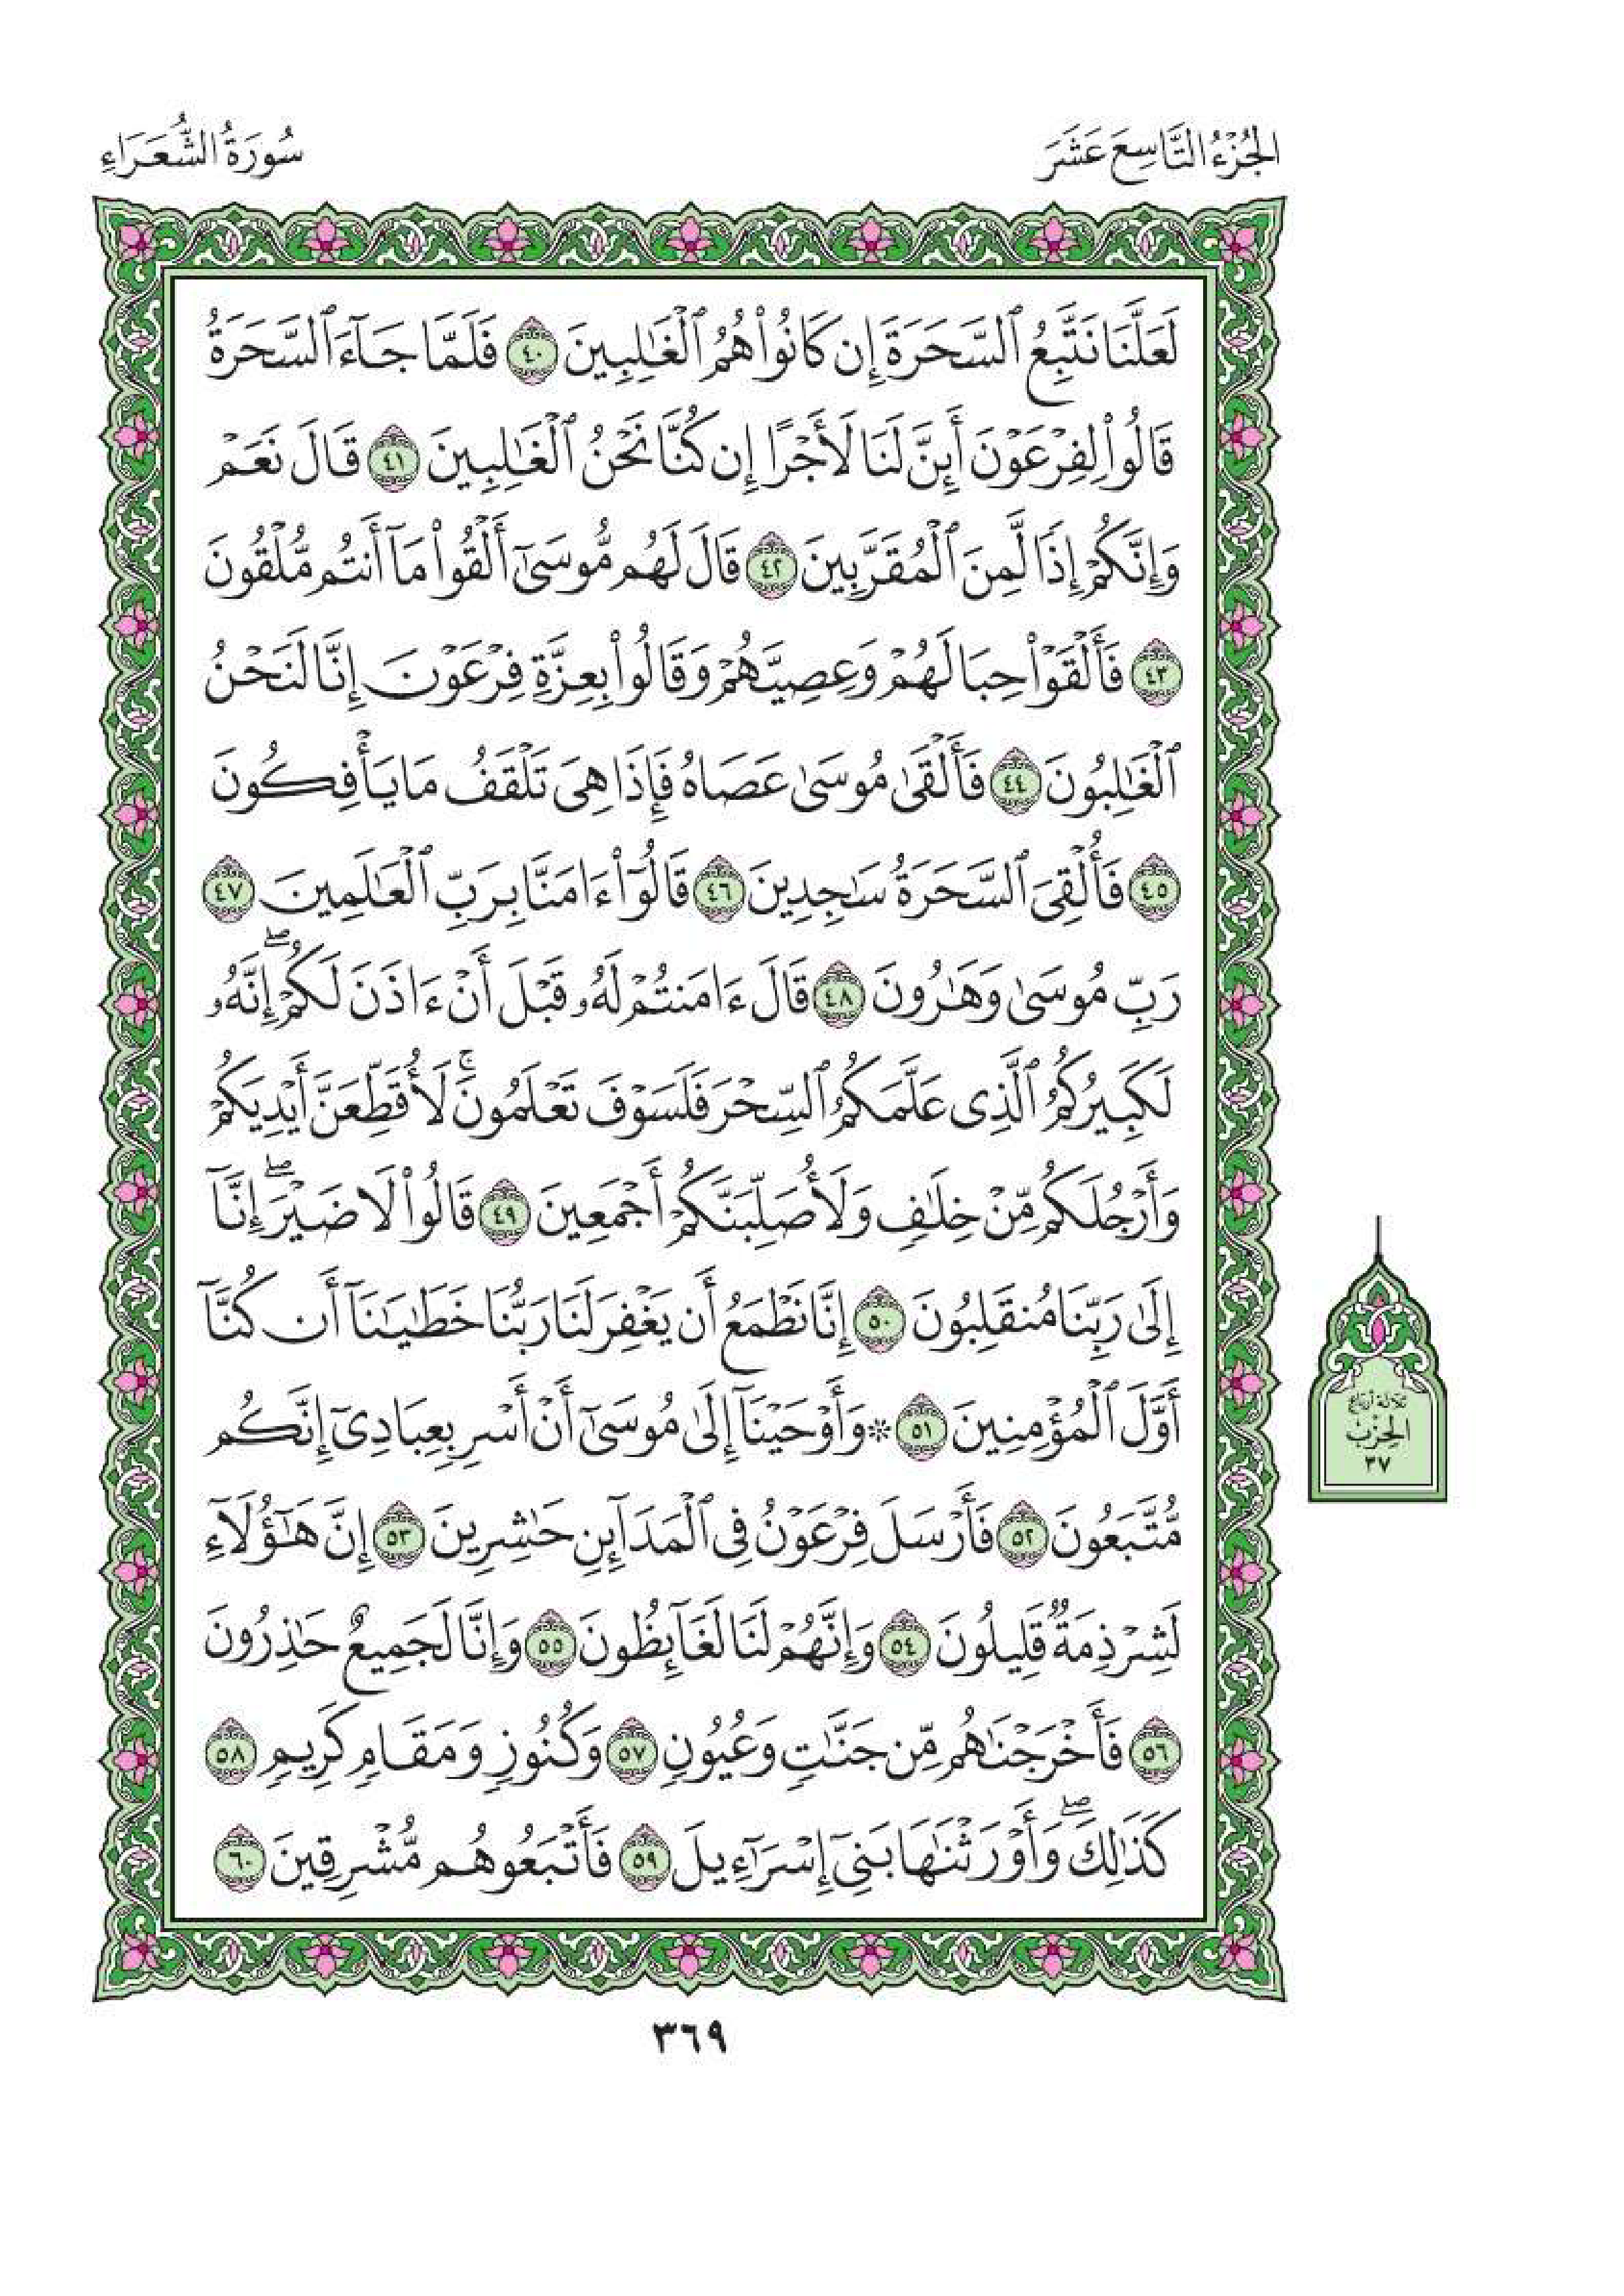 الجُزْءُ التَّاسِعَ عَشَرَ
سُورَةُ الشُّعَرَاءِ
لَعَلَّنَا نَتَّبِعُ ٱلسَّحَرَةَ إِن كَانُوا۟ هُمُ ٱلْغَٰلِبِينَ ٤٠ فَلَمَّا جَآءَ ٱلسَّحَرَةُ
قَالُوا۟ لِفِرْعَوْنَ أَئِنَّ لَنَا لَأَجْرًا إِن كُنَّا نَحْنُ ٱلْغَٰلِبِينَ ٤١ قَالَ نَعَمْ
وَإِنَّكُمْ إِذًا لَّمِنَ ٱلْمُقَرَّبِينَ ٤٢ قَالَ لَهُم مُّوسَىٰٓ أَلْقُوا۟ مَآ أَنتُم مُّلْقُونَ
٤٣ فَأَلْقَوْا۟ حِبَالَهُمْ وَعِصِيَّهُمْ وَقَالُوا۟ بِعِزَّةِ فِرْعَوْنَ إِنَّا لَنَحْنُ
ٱلْغَٰلِبُونَ ٤٤ فَأَلْقَىٰ مُوسَىٰ عَصَاهُ فَإِذَا هِىَ تَلْقَفُ مَا يَأْفِكُونَ
٤٥ فَأُلْقِىَ ٱلسَّحَرَةُ سَٰجِدِينَ ٤٦ قَالُوٓا۟ ءَامَنَّا بِرَبِّ ٱلْعَٰلَمِينَ ٤٧
رَبِّ مُوسَىٰ وَهَٰرُونَ ٤٨ قَالَ ءَامَنتُمْ لَهُۥ قَبْلَ أَنْ ءَاذَنَ لَكُمْ ۖ إِنَّهُۥ
لَكَبِيرُكُمُ ٱلَّذِى عَلَّمَكُمُ ٱلسِّحْرَ فَلَسَوْفَ تَعْلَمُونَ ۚ لَأُقَطِّعَنَّ أَيْدِيَكُمْ
وَأَرْجُلَكُم مِّنْ خِلَٰفٍ وَلَأُصَلِّبَنَّكُمْ أَجْمَعِينَ ٤٩ قَالُوا۟ لَا ضَيْرَ ۖ إِنَّآ
إِلَىٰ رَبِّنَا مُنقَلِبُونَ ٥٠ إِنَّا نَطْمَعُ أَن يَغْفِرَ لَنَا رَبُّنَا خَطَٰيَٰنَآ أَن كُنَّآ
أَوَّلَ ٱلْمُؤْمِنِينَ ٥١ ۞ وَأَوْحَيْنَآ إِلَىٰ مُوسَىٰٓ أَنْ أَسْرِ بِعِبَادِىٓ إِنَّكُم
مُّتَّبَعُونَ ٥٢ فَأَرْسَلَ فِرْعَوْنُ فِى ٱلْمَدَآئِنِ حَٰشِرِينَ ٥٣ إِنَّ هَٰٓؤُلَآءِ
لَشِرْذِمَةٌ قَلِيلُونَ ٥٤ وَإِنَّهُمْ لَنَا لَغَآئِظُونَ ٥٥ وَإِنَّا لَجَمِيعٌ حَٰذِرُونَ
٥٦ فَأَخْرَجْنَٰهُم مِّن جَنَّٰتٍ وَعُيُونٍ ٥٧ وَكُنُوزٍ وَمَقَامٍ كَرِيمٍ ٥٨
كَذَٰلِكَ ۖ وَأَوْرَثْنَٰهَا بَنِىٓ إِسْرَٰٓءِيلَ ٥٩ فَأَتْبَعُوهُم مُّشْرِقِينَ ٦٠
ثلاثة أرباع
الحِزْب
٣٧
٣٦٩